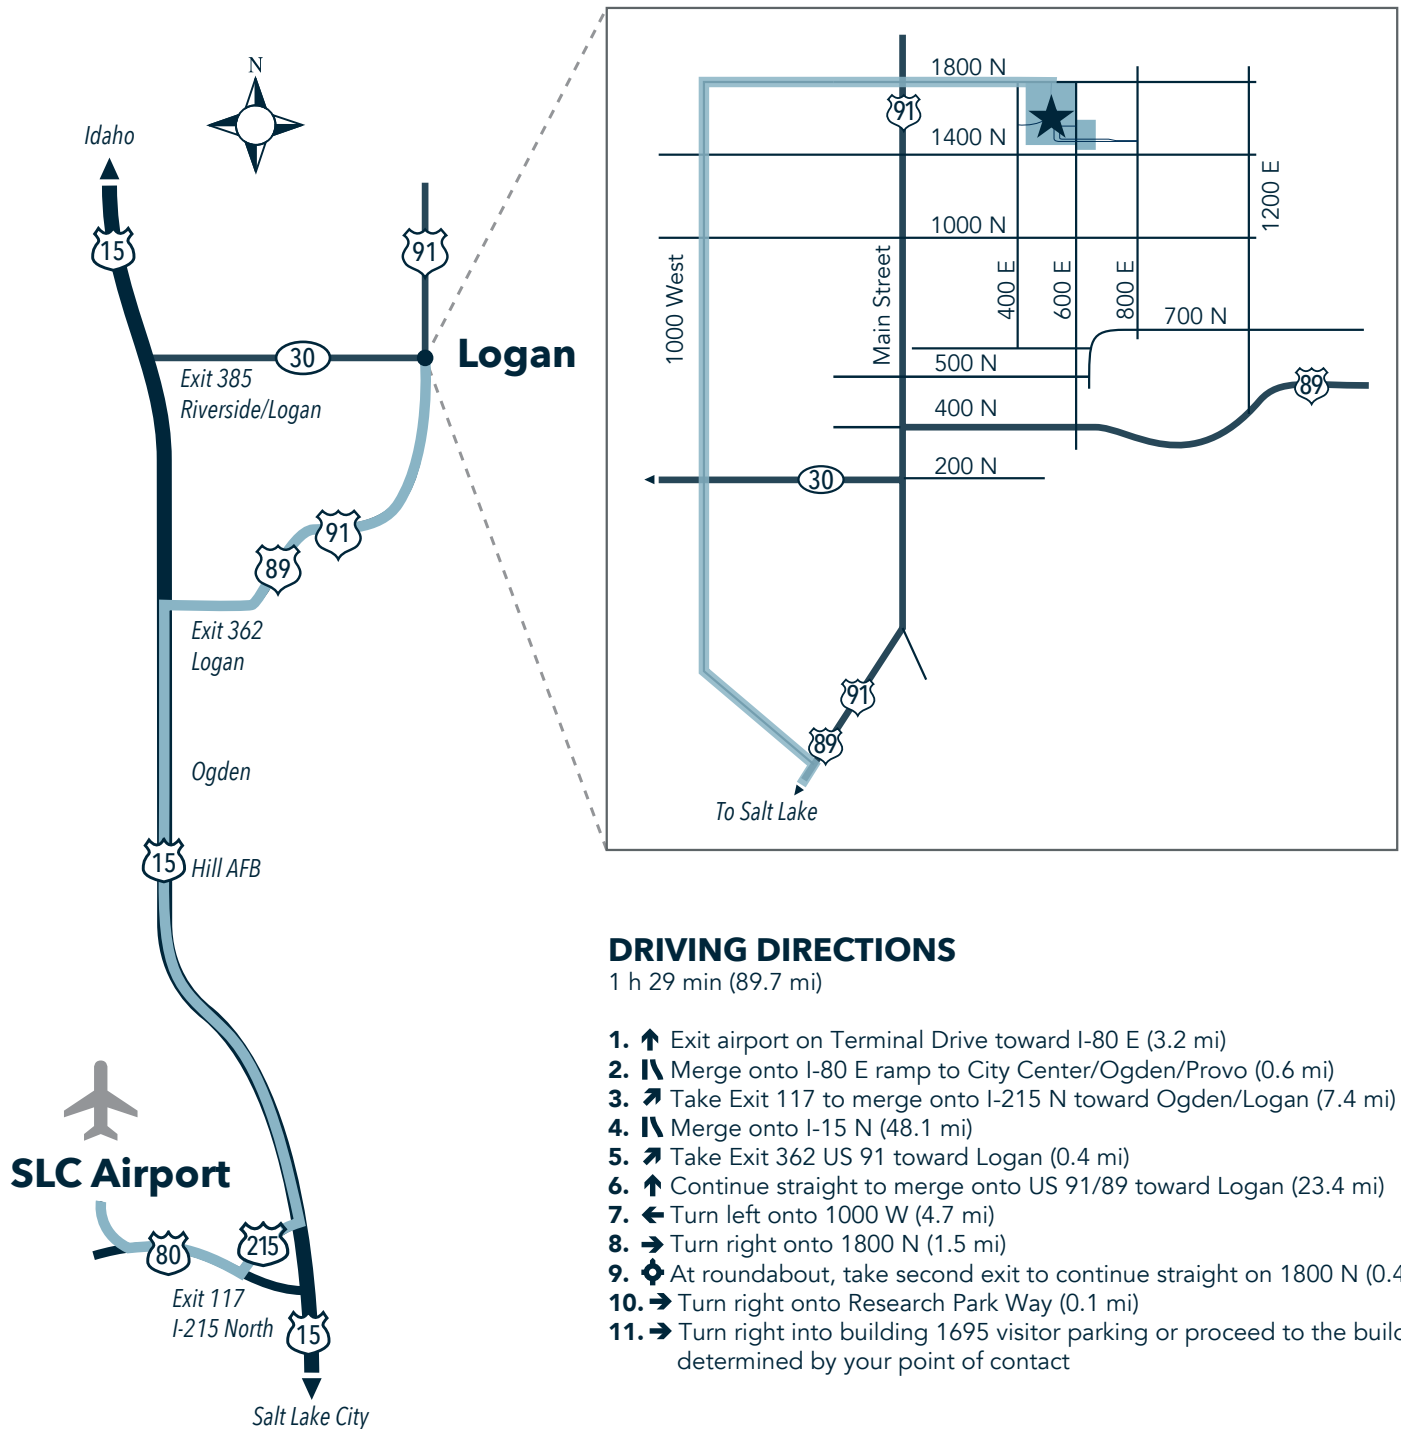 N
Idaho
15
91
30
Logan
Exit 385
Riverside/Logan
91
89
Exit 362
Logan
Ogden
15
Hill AFB
SLC Airport
80
215
Exit 117
I-215 North
15
Salt Lake City
1800 N
91
1400 N
1200 E
1000 N
1000 West
Main Street
400 E
600 E
800 E
700 N
500 N
89
400 N
200 N
30
91
89
To Salt Lake
DRIVING DIRECTIONS
1 h 29 min (89.7 mi)
1. Exit airport on Terminal Drive toward I-80 E (3.2 mi)
2. Merge onto I-80 E ramp to City Center/Ogden/Provo (0.6 mi)
3. Take Exit 117 to merge onto I-215 N toward Ogden/Logan (7.4 mi)
4. Merge onto I-15 N (48.1 mi)
5. Take Exit 362 US 91 toward Logan (0.4 mi)
6. Continue straight to merge onto US 91/89 toward Logan (23.4 mi)
7. Turn left onto 1000 W (4.7 mi)
8. Turn right onto 1800 N (1.5 mi)
9. At roundabout, take second exit to continue straight on 1800 N (0.4
10. Turn right onto Research Park Way (0.1 mi)
11. Turn right into building 1695 visitor parking or proceed to the
determined by your point of contact